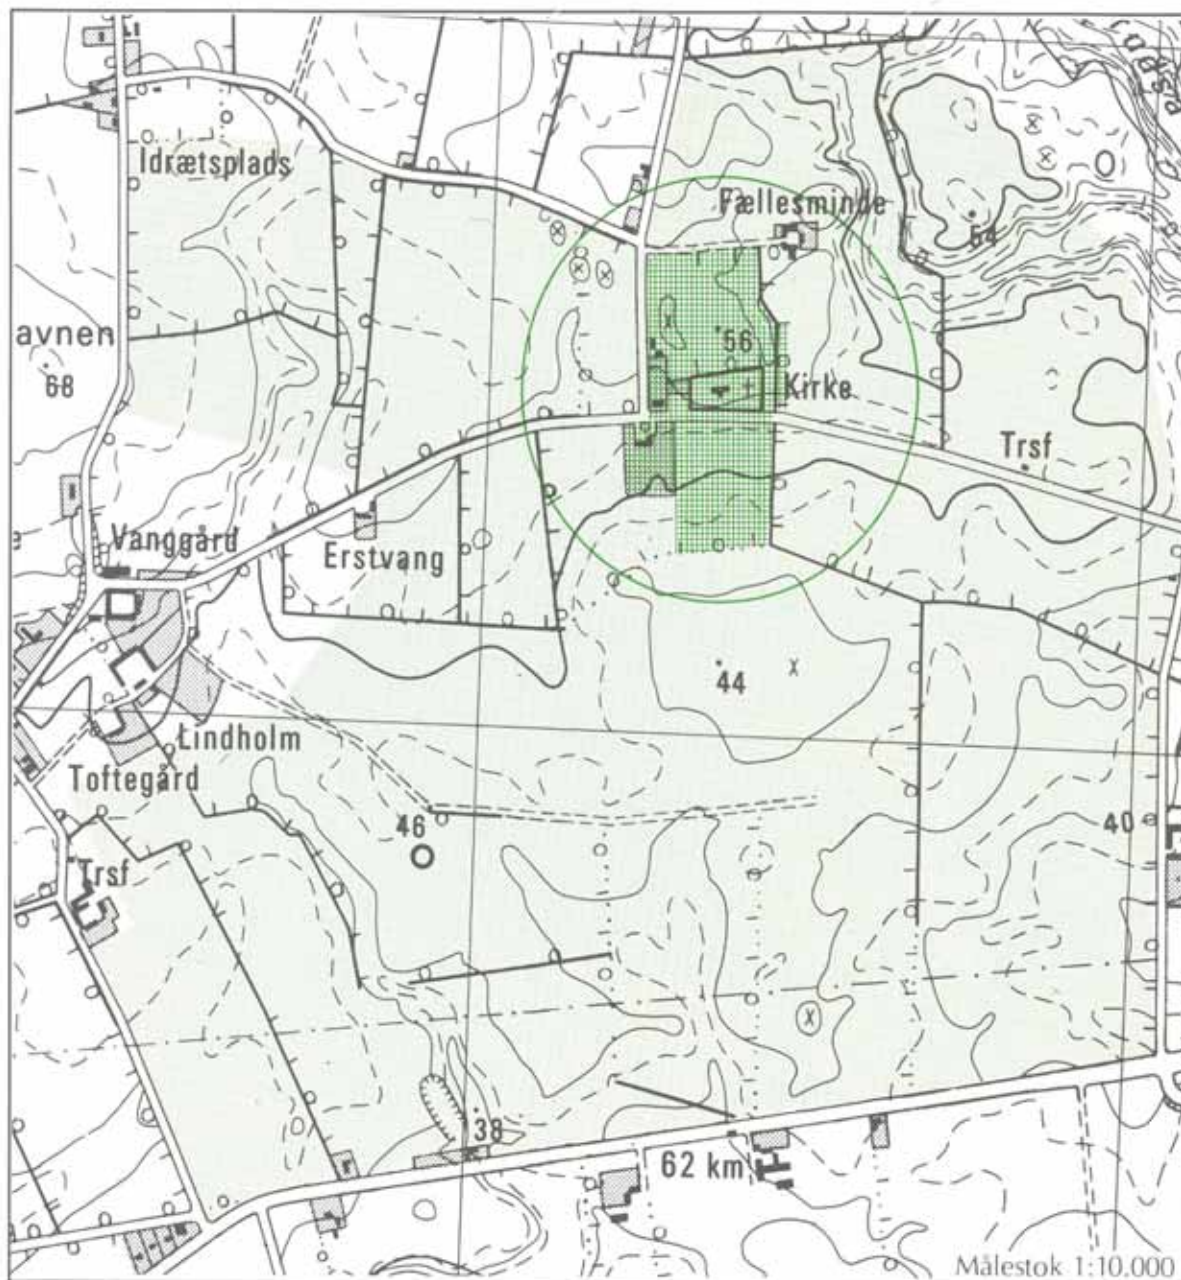 Idrætsplads
Fællesminde
54
avnen
68
56
Kirke
Trsf
Vanggård
Erstvang
44
Lindholm
Toftegård
46
40
Trsf
38
62 km
Målestok 1:10.000